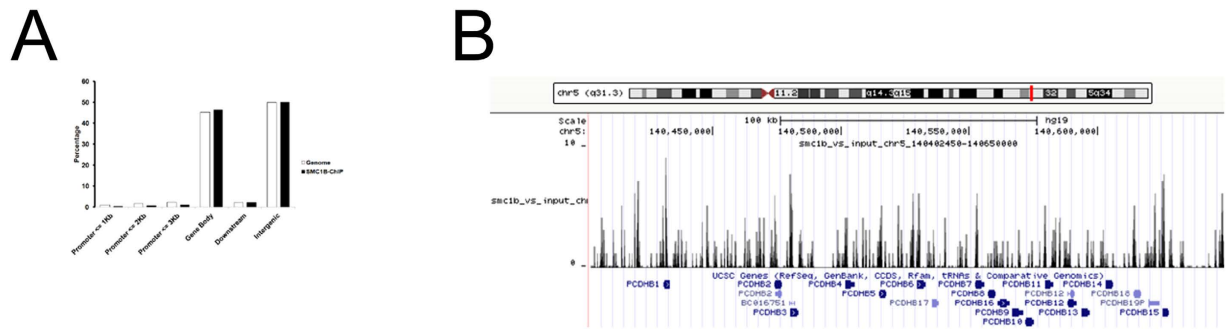 A
B
60
50
40
30
20
10
0
Percentage
Genome
SMC1B-ChIP
Promoter <= 1Kb
Promoter <= 2Kb
Promoter <= 3Kb
Gene Body
Downstream
Intergenic
chr5 (q31.3) 11.2 q14.3 q15 32 5q34
Scale 100 kb hg19
chr5: 140,450,000 140,500,000 140,550,000 140,600,000
10 _ smc1b_vs_input_chr5_140402450-140650000
smc1b_vs_input_chr
0 _
UCSC Genes (RefSeq, GenBank, CCDS, Rfam, tRNAs & Comparative Genomics)
PCDHB1 PCDHB2 PCDHB4 PCDHB6 PCDHB7 PCDHB11 PCDHB14
PCDHB2 PCDHB5 PCDHB8 PCDHB12 PCDHB18
BC016751 PCDHB17 PCDHB16 PCDHB12 PCDHB19P
PCDHB3 PCDHB9 PCDHB13 PCDHB15
PCDHB10